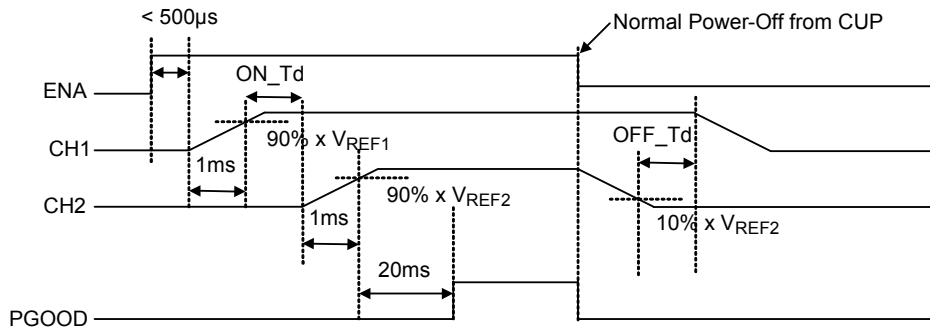 < 500µs
Normal Power-Off from CUP
ON_Td
ENA
90% x VREF1
OFF_Td
CH1
1ms
90% x VREF2
CH2
1ms
10% x VREF2
20ms
PGOOD